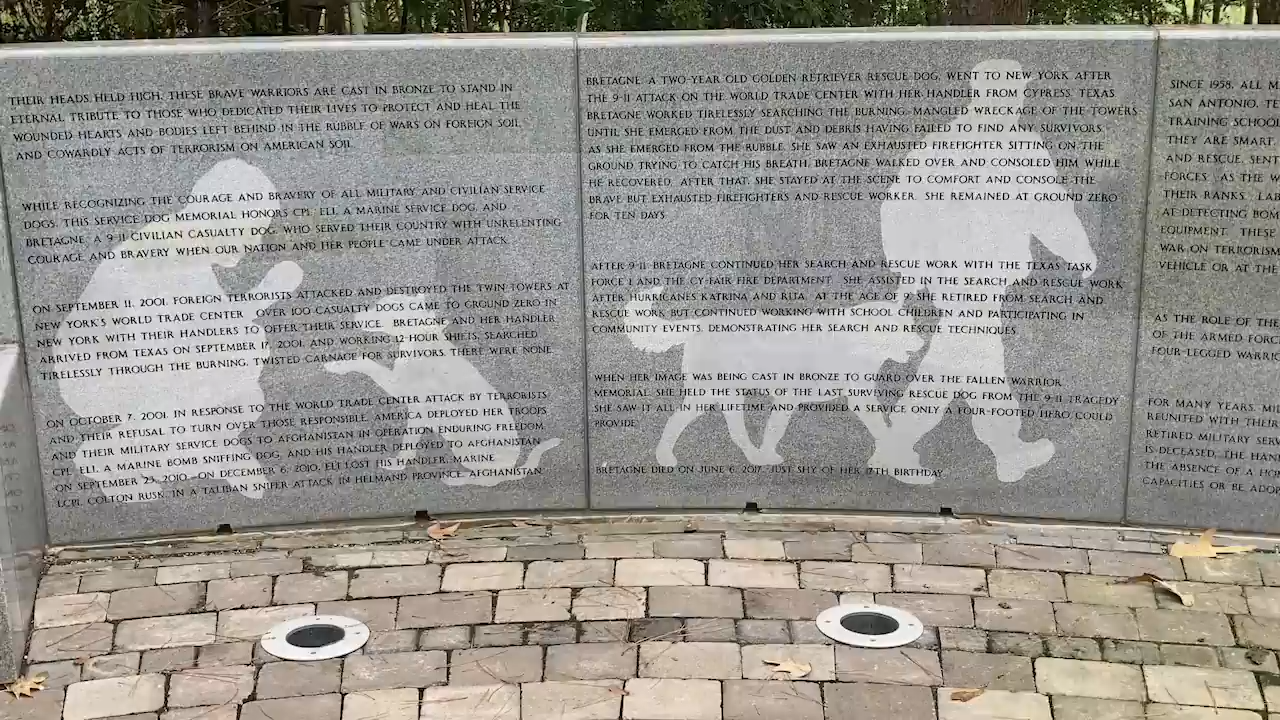 THEIR HEADS HELD HIGH, THESE BRAVE WARRIORS ARE CAST IN BRONZE TO STAND IN
ETERNAL TRIBUTE TO THOSE WHO DEDICATED THEIR LIVES TO PROTECT AND HEAL THE
WOUNDED HEARTS AND BODIES LEFT BEHIND IN THE RUBBLE OF WARS ON FOREIGN SOIL
AND COWARDLY ACTS OF TERRORISM ON AMERICAN SOIL.
WHILE RECOGNIZING THE COURAGE AND BRAVERY OF ALL MILITARY AND CIVILIAN SERVICE
DOGS, THIS SERVICE DOG MEMORIAL HONORS CPL. ELI, A MARINE SERVICE DOG, AND
BRETAGNE, A 9-11 CIVILIAN CASUALTY DOG, WHO SERVED THEIR COUNTRY WITH UNRELENTING
COURAGE AND BRAVERY WHEN OUR NATION AND HER PEOPLE CAME UNDER ATTACK.
ON SEPTEMBER 11, 2001, FOREIGN TERRORISTS ATTACKED AND DESTROYED THE TWIN TOWERS AT
NEW YORK'S WORLD TRADE CENTER. OVER 100 CASUALTY DOGS CAME TO GROUND ZERO IN
NEW YORK WITH THEIR HANDLERS TO OFFER THEIR SERVICE. BRETAGNE AND HER HANDLER
ARRIVED FROM TEXAS ON SEPTEMBER 17, 2001, AND WORKING 12-HOUR SHIFTS, SEARCHED
TIRELESSLY THROUGH THE BURNING, TWISTED CARNAGE FOR SURVIVORS. THERE WERE NONE.
ON OCTOBER 7, 2001, IN RESPONSE TO THE WORLD TRADE CENTER ATTACK BY TERRORISTS
AND THEIR REFUSAL TO TURN OVER THOSE RESPONSIBLE, AMERICA DEPLOYED HER TROOPS
AND THEIR MILITARY SERVICE DOGS TO AFGHANISTAN IN OPERATION ENDURING FREEDOM.
CPL. ELI, A MARINE BOMB SNIFFING DOG, AND HIS HANDLER DEPLOYED TO AFGHANISTAN
ON SEPTEMBER 23, 2010. ON DECEMBER 6, 2010, ELI LOST HIS HANDLER, MARINE
LCPL. COLTON RUSK, IN A TALIBAN SNIPER ATTACK IN HELMAND PROVINCE, AFGHANISTAN.
BRETAGNE, A TWO-YEAR OLD GOLDEN RETRIEVER RESCUE DOG, WENT TO NEW YORK AFTER
THE 9-11 ATTACK ON THE WORLD TRADE CENTER WITH HER HANDLER FROM CYPRESS, TEXAS.
BRETAGNE WORKED TIRELESSLY SEARCHING THE BURNING, MANGLED WRECKAGE OF THE TOWERS
UNTIL SHE EMERGED FROM THE DUST AND DEBRIS HAVING FAILED TO FIND ANY SURVIVORS.
AS SHE EMERGED FROM THE RUBBLE, SHE SAW AN EXHAUSTED FIREFIGHTER SITTING ON THE
GROUND TRYING TO CATCH HIS BREATH. BRETAGNE WALKED OVER AND CONSOLED HIM WHILE
HE RECOVERED. AFTER THAT, SHE STAYED AT THE SCENE TO COMFORT AND CONSOLE THE
BRAVE BUT EXHAUSTED FIREFIGHTERS AND RESCUE WORKER. SHE REMAINED AT GROUND ZERO
FOR TEN DAYS.
AFTER 9-11, BRETAGNE CONTINUED HER SEARCH AND RESCUE WORK WITH THE TEXAS TASK
FORCE 1 AND THE CY-FAIR FIRE DEPARTMENT. SHE ASSISTED IN THE SEARCH AND RESCUE WORK
AFTER HURRICANES KATRINA AND RITA. AT THE AGE OF 9, SHE RETIRED FROM SEARCH AND
RESCUE WORK BUT CONTINUED WORKING WITH SCHOOL CHILDREN AND PARTICIPATING IN
COMMUNITY EVENTS, DEMONSTRATING HER SEARCH AND RESCUE TECHNIQUES.
WHEN HER IMAGE WAS BEING CAST IN BRONZE TO GUARD OVER THE FALLEN WARRIOR
MEMORIAL, SHE HELD THE STATUS OF THE LAST SURVIVING RESCUE DOG FROM THE 9-11 TRAGEDY.
SHE SAW IT ALL IN HER LIFETIME AND PROVIDED A SERVICE ONLY A FOUR-FOOTED HERO COULD
PROVIDE.
BRETAGNE DIED ON JUNE 6, 2017, JUST SHY OF HER 17TH BIRTHDAY.
SINCE 1958, ALL M
SAN ANTONIO, TE
TRAINING SCHOOL
THEY ARE SMART,
AND RESCUE, SENT
FORCES. AS THE W
THEIR RANKS. LAB
AT DETECTING BOM
EQUIPMENT. THESE
WAR ON TERRORISM
VEHICLE OR AT THE
AS THE ROLE OF THE
OF THE ARMED FORC
FOUR-LEGGED WARRI
FOR MANY YEARS, MI
REUNITED WITH THEIR
RETIRED MILITARY SERV
IS DECEASED, THE HAN
THE ABSENCE OF A HO
CAPACITIES OR BE ADOP